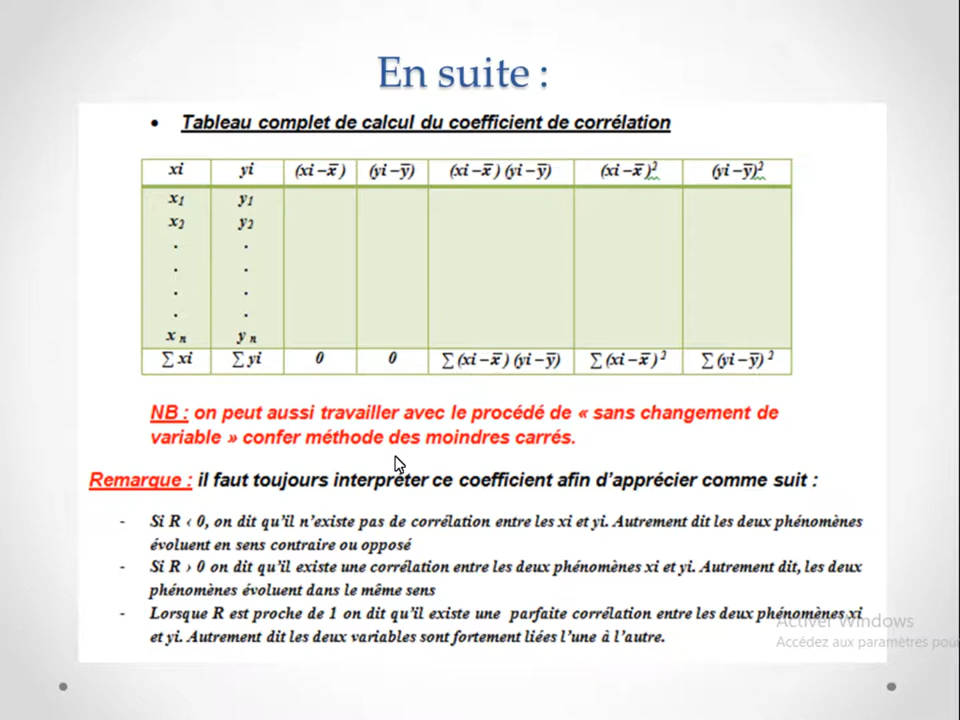 En suite :
• Tableau complet de calcul du coefficient de corrélation
xi yi (xi – x̅ ) (yi – y̅) (xi – x̅ ) (yi – y̅) (xi – x̅ )² (yi – y̅)²
x₁ y₁
x₂ y₂
. .
. .
. .
. .
x n y n
∑ xi ∑ yi 0 0 ∑ (xi – x̅ ) (yi – y̅) ∑ (xi – x̅ ) ² ∑ (yi – y̅) ²
NB : on peut aussi travailler avec le procédé de « sans changement de
variable » confer méthode des moindres carrés.
Remarque : il faut toujours interpréter ce coefficient afin d’apprécier comme suit :
- Si R ‹ 0, on dit qu’il n’existe pas de corrélation entre les xi et yi. Autrement dit les deux phénomènes
évoluent en sens contraire ou opposé
- Si R › 0 on dit qu’il existe une corrélation entre les deux phénomènes xi et yi. Autrement dit, les deux
phénomènes évoluent dans le même sens
- Lorsque R est proche de 1 on dit qu’il existe une parfaite corrélation entre les deux phénomènes xi
et yi. Autrement dit les deux variables sont fortement liées l’une à l’autre.
Activer Windows
Accédez aux paramètres pour